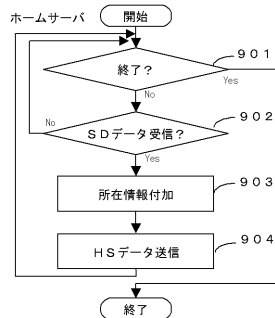 ホームサーバ
開始
終了？
901
Yes
No
SDデータ受信？
902
No
Yes
所在情報付加
903
HSデータ送信
904
終了